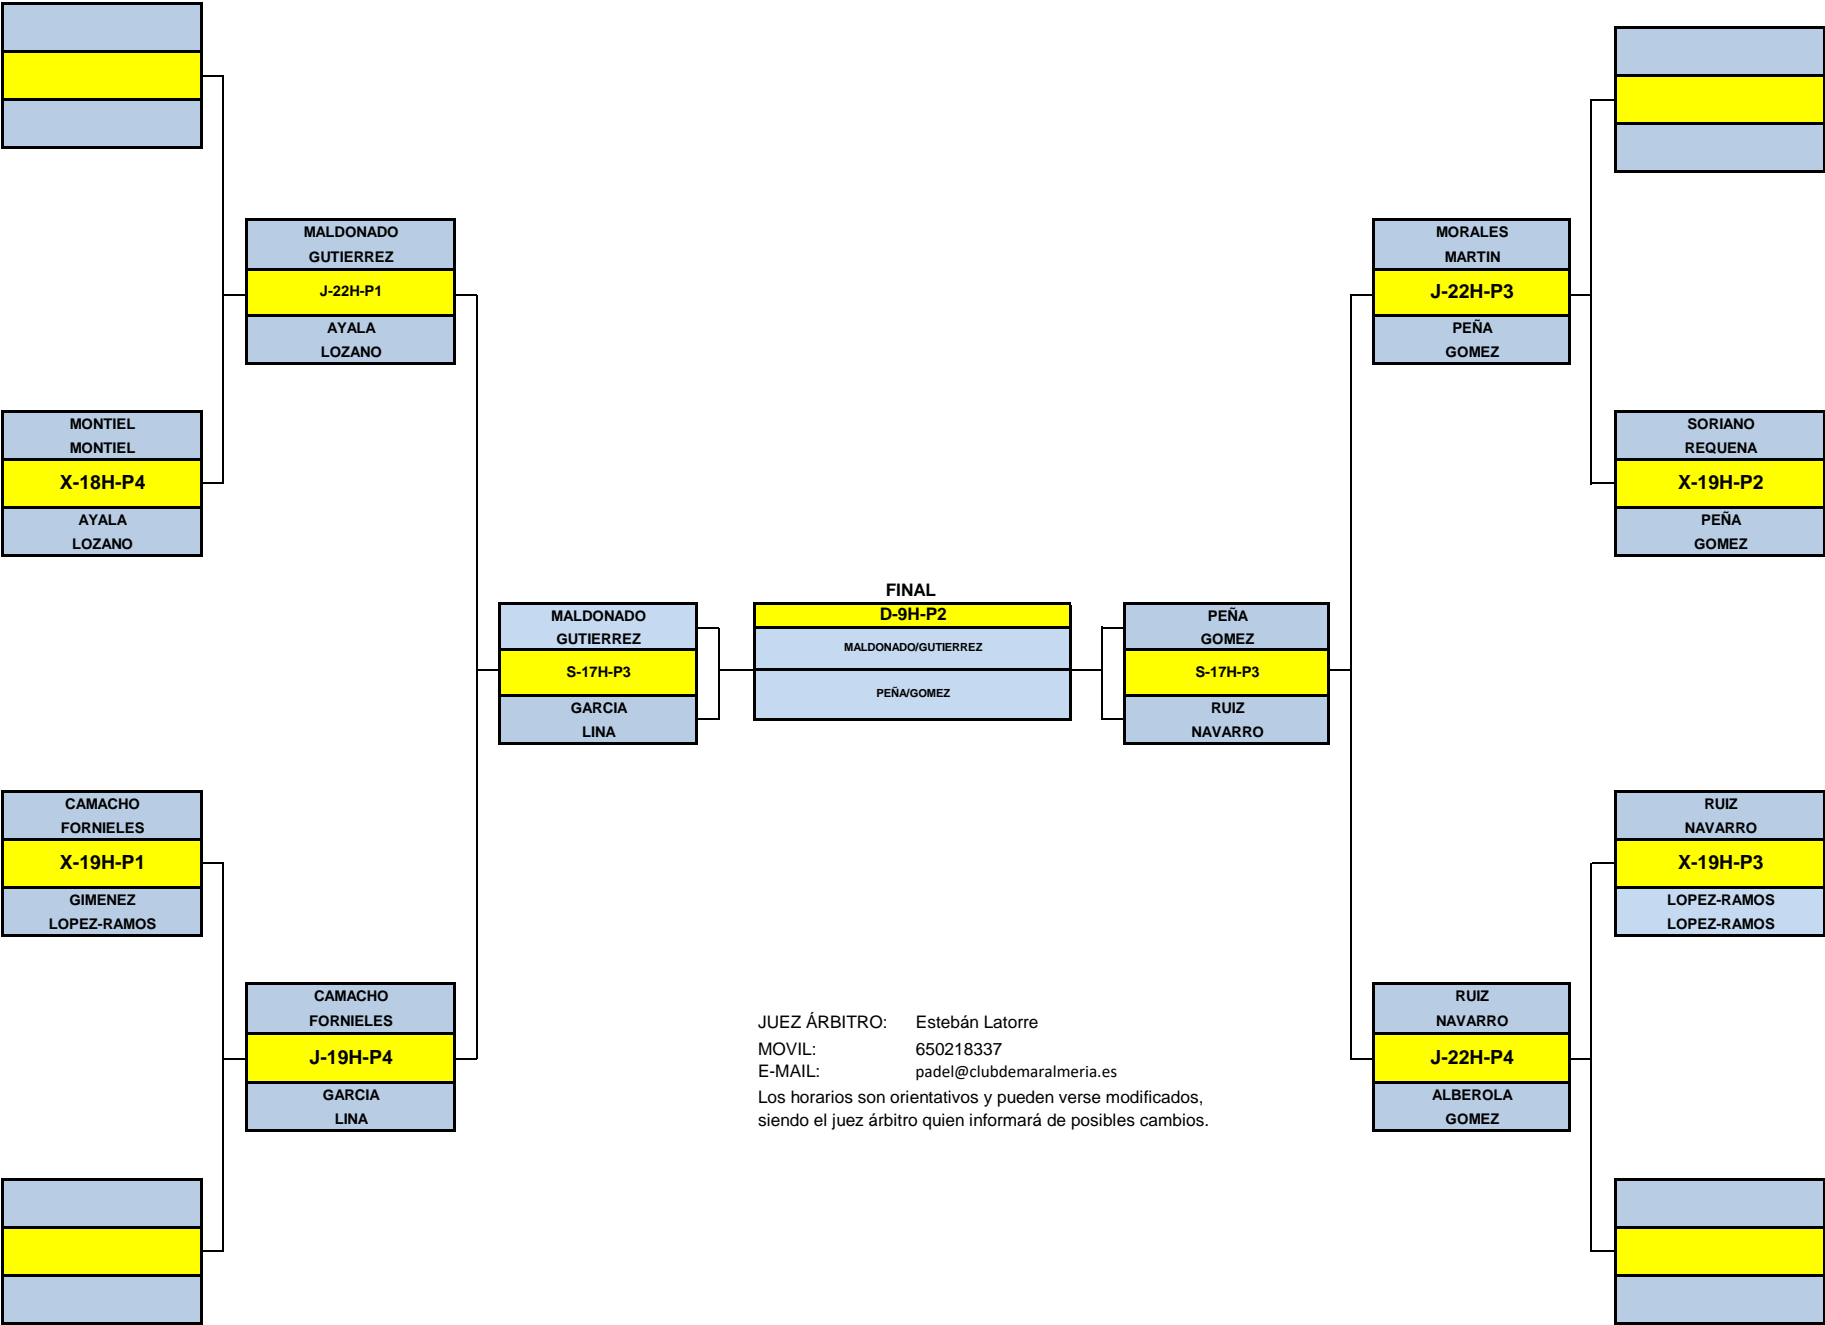 MALDONADO
GUTIERREZ
J-22H-P1
AYALA
LOZANO
MONTIEL
MONTIEL
X-18H-P4
AYALA
LOZANO
MALDONADO
GUTIERREZ
S-17H-P3
GARCIA
LINA
CAMACHO
FORNIELES
X-19H-P1
GIMENEZ
LOPEZ-RAMOS
CAMACHO
FORNIELES
J-19H-P4
GARCIA
LINA
FINAL
D-9H-P2
MALDONADO/GUTIERREZ
PEÑA/GOMEZ
MORALES
MARTIN
J-22H-P3
PEÑA
GOMEZ
SORIANO
REQUENA
X-19H-P2
PEÑA
GOMEZ
PEÑA
GOMEZ
S-17H-P3
RUIZ
NAVARRO
RUIZ
NAVARRO
X-19H-P3
LOPEZ-RAMOS
LOPEZ-RAMOS
RUIZ
NAVARRO
J-22H-P4
ALBEROLA
GOMEZ
JUEZ ÁRBITRO: Estebán Latorre
MOVIL: 650218337
E-MAIL: padel@clubdemaralmeria.es
Los horarios son orientativos y pueden verse modificados,
siendo el juez árbitro quien informará de posibles cambios.